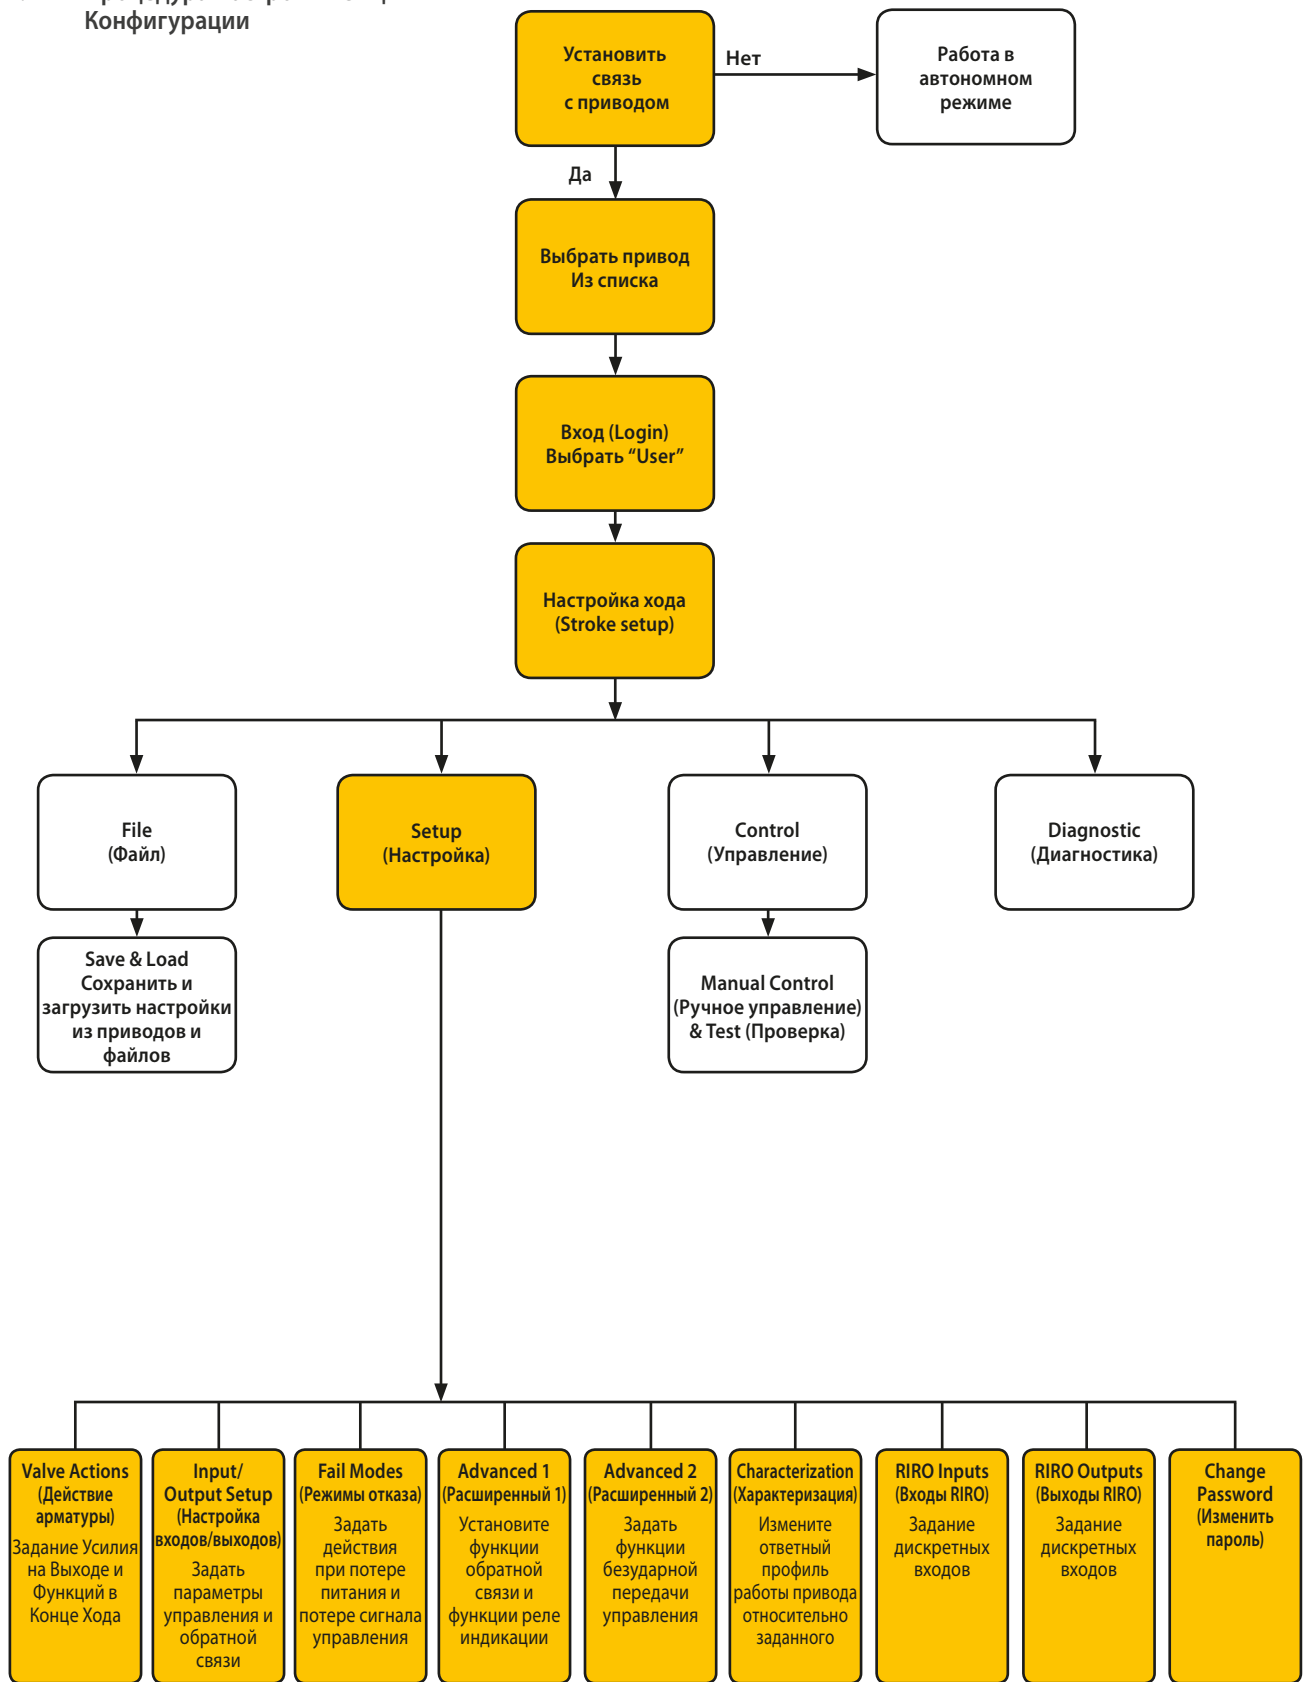 Конфигурации
Установить
связь
с приводом
Нет
Работа в
автономном
режиме
Да
Выбрать привод
Из списка
Вход (Login)
Выбрать “User”
Настройка хода
(Stroke setup)
File
(Файл)
Setup
(Настройка)
Control
(Управление)
Diagnostic
(Диагностика)
Save & Load
Сохранить и
загрузить настройки
из приводов и
файлов
Manual Control
(Ручное управление)
& Test (Проверка)
Valve Actions
(Действие
арматуры)
Задание Усилия
на Выходе и
Функций в
Конце Хода
Input/
Output Setup
(Настройка
входов/выходов)
Задать
параметры
управления и
обратной
связи
Fail Modes
(Режимы отказа)
Задать
действия
при потере
питания и
потере сигнала
управления
Advanced 1
(Расширенный 1)
Установите
функции
обратной
связи и
функции реле
индикации
Advanced 2
(Расширенный 2)
Задать
функции
безударной
передачи
управления
Characterization
(Характеризация)
Измените
ответный
профиль
работы привода
относительно
заданного
RIRO Inputs
(Входы RIRO)
Задание
дискретных
входов
RIRO Outputs
(Выходы RIRO)
Задание
дискретных
входов
Change
Password
(Изменить
пароль)